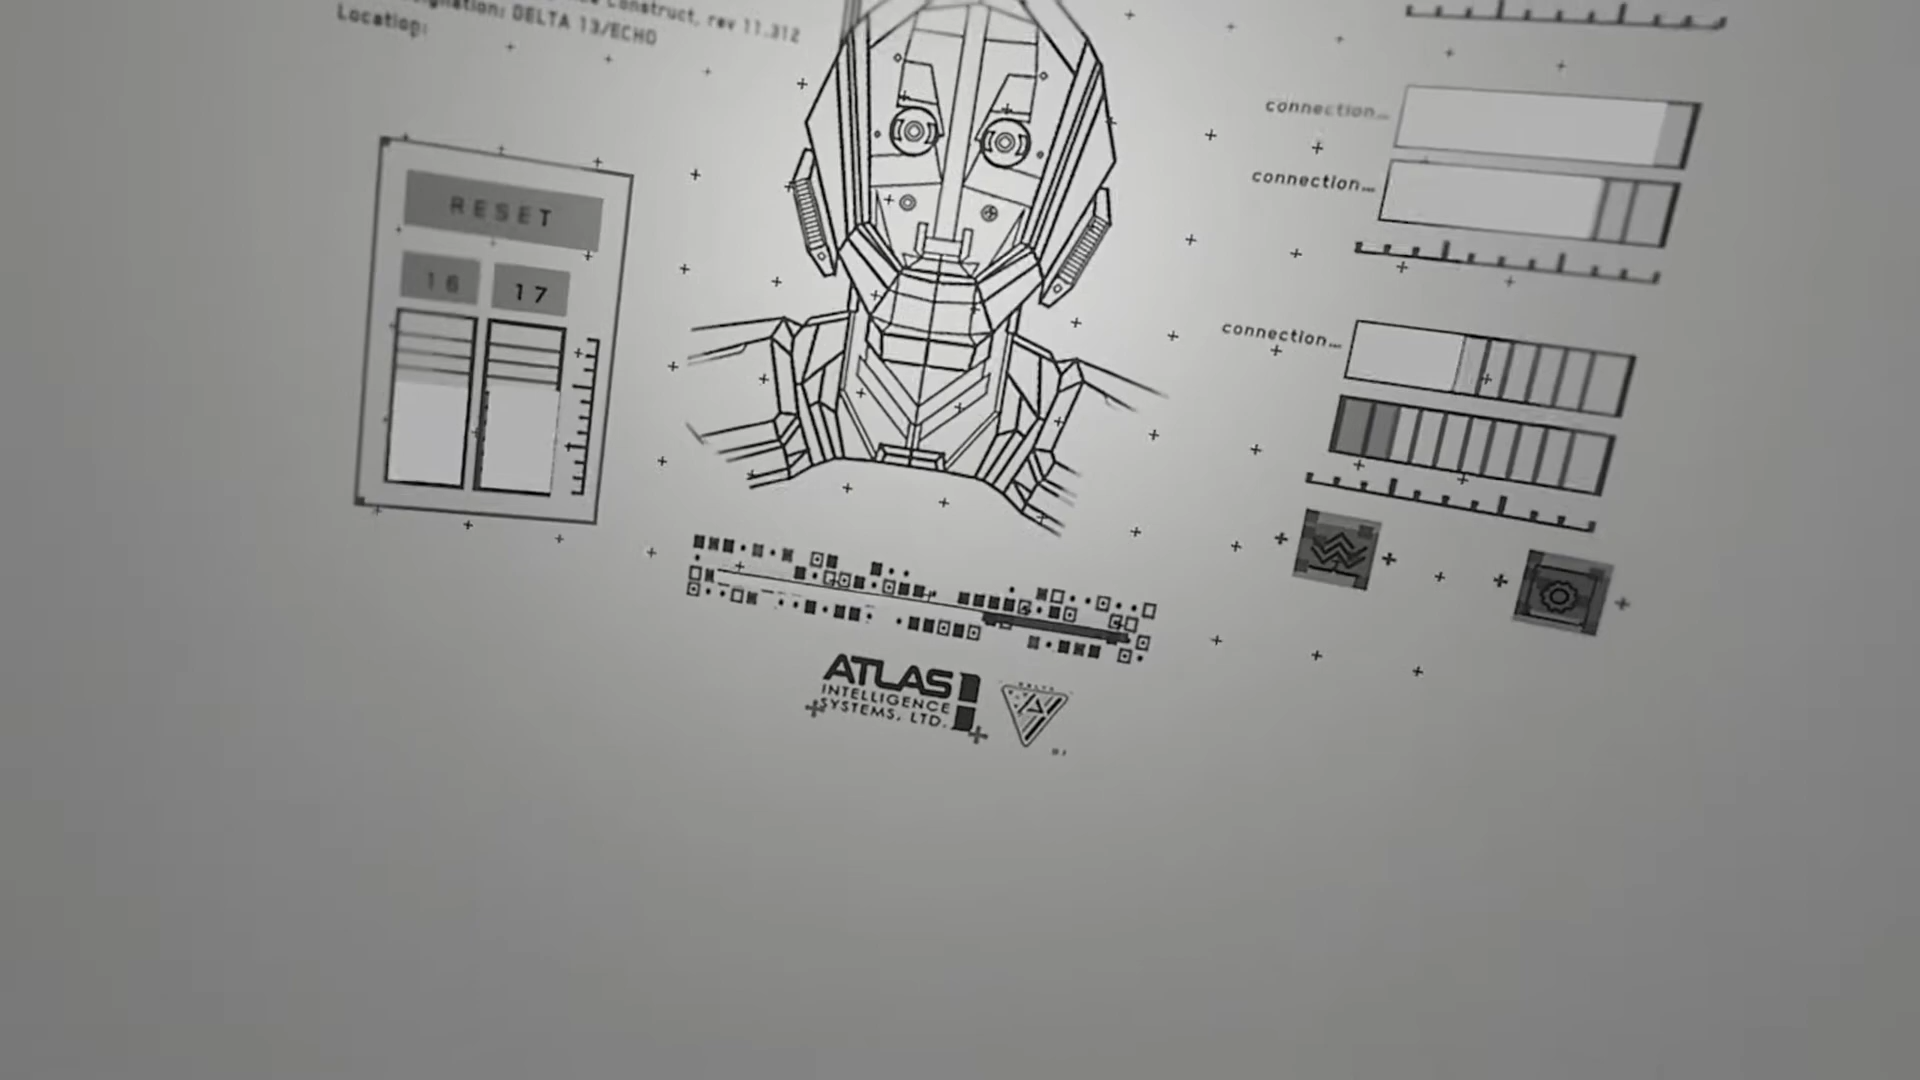 Construct, rev 11.312
DELTA 13/ECHO
Location:
connection...
connection...
connection...
RESET
16
17
ATLAS
INTELLIGENCE
SYSTEMS, LTD.